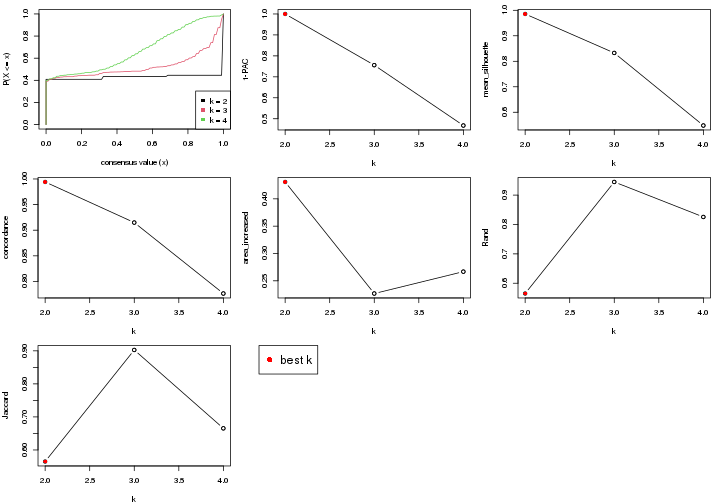 P(X <= x)
0.0 0.2 0.4 0.6 0.8 1.0
k = 2
k = 3
k = 4
0.0 0.2 0.4 0.6 0.8 1.0
consensus value (x)
1-PAC
0.5 0.6 0.7 0.8 0.9 1.0
2.0 2.5 3.0 3.5 4.0
k
mean_silhouette
0.6 0.7 0.8 0.9 1.0
2.0 2.5 3.0 3.5 4.0
k
concordance
0.80 0.85 0.90 0.95 1.00
2.0 2.5 3.0 3.5 4.0
k
area_increased
0.25 0.30 0.35 0.40
2.0 2.5 3.0 3.5 4.0
k
Rand
0.6 0.7 0.8 0.9
2.0 2.5 3.0 3.5 4.0
k
Jaccard
0.60 0.70 0.80 0.90
2.0 2.5 3.0 3.5 4.0
k
best k